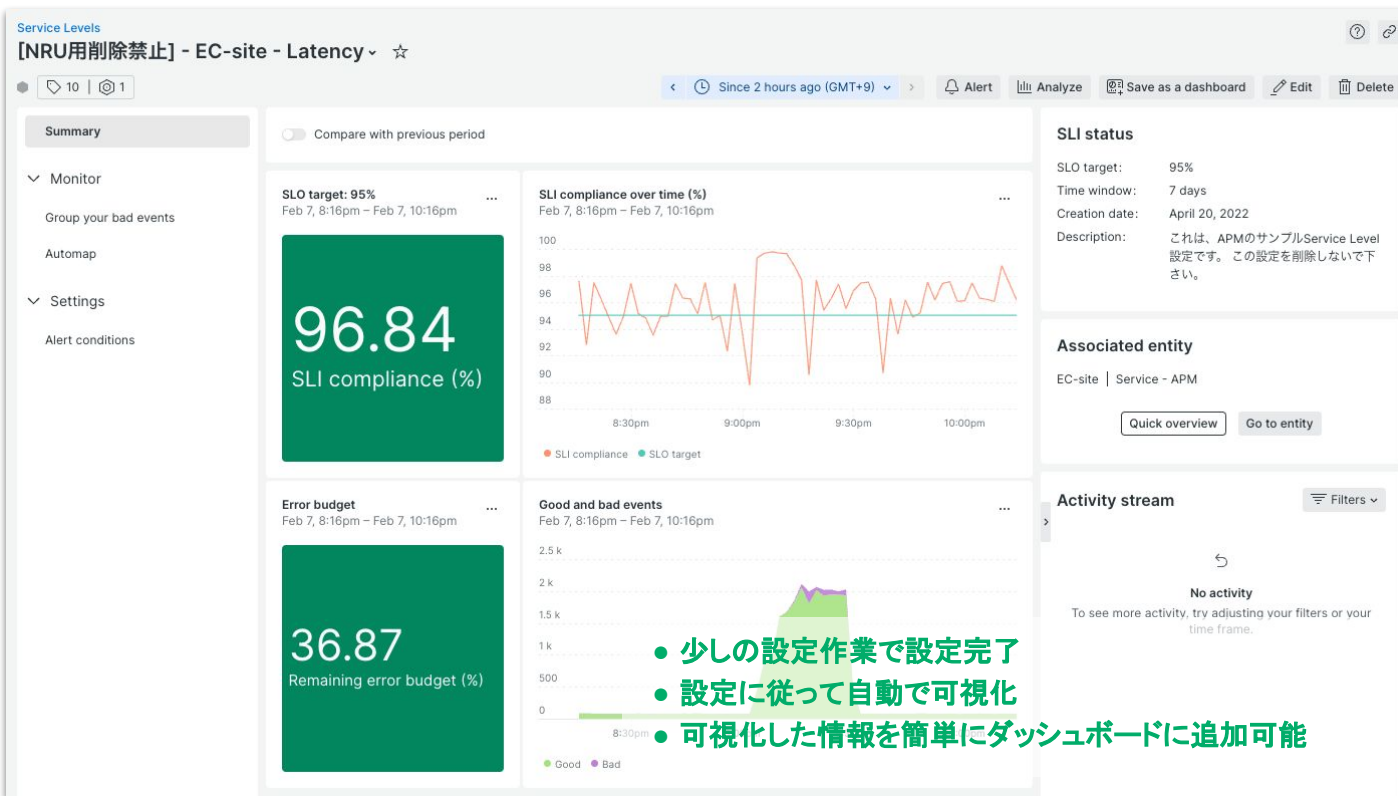 Service Levels
[NRU用削除禁止] - EC-site - Latency
10 | 1
Since 2 hours ago (GMT+9)
Alert
Analyze
Save as a dashboard
Edit
Delete
Summary
Monitor
Group your bad events
Automap
Settings
Alert conditions
Compare with previous period
SLO target: 95%
Feb 7, 8:16pm – Feb 7, 10:16pm
96.84
SLI compliance (%)
SLI compliance over time (%)
Feb 7, 8:16pm – Feb 7, 10:16pm
100
98
96
94
92
90
88
8:30pm 9:00pm 9:30pm 10:00pm
SLI compliance SLO target
Error budget
Feb 7, 8:16pm – Feb 7, 10:16pm
36.87
Remaining error budget (%)
Good and bad events
Feb 7, 8:16pm – Feb 7, 10:16pm
2.5 k
2 k
1.5 k
1 k
500
0
8:30pm
Good Bad
SLI status
SLO target: 95%
Time window: 7 days
Creation date: April 20, 2022
Description: これは、APMのサンプルService Level
設定です。 この設定を削除しないで下
さい。
Associated entity
EC-site | Service - APM
Quick overview
Go to entity
Activity stream
Filters
No activity
To see more activity, try adjusting your filters or your
time frame.
● 少しの設定作業で設定完了
● 設定に従って自動で可視化
● 可視化した情報を簡単にダッシュボードに追加可能